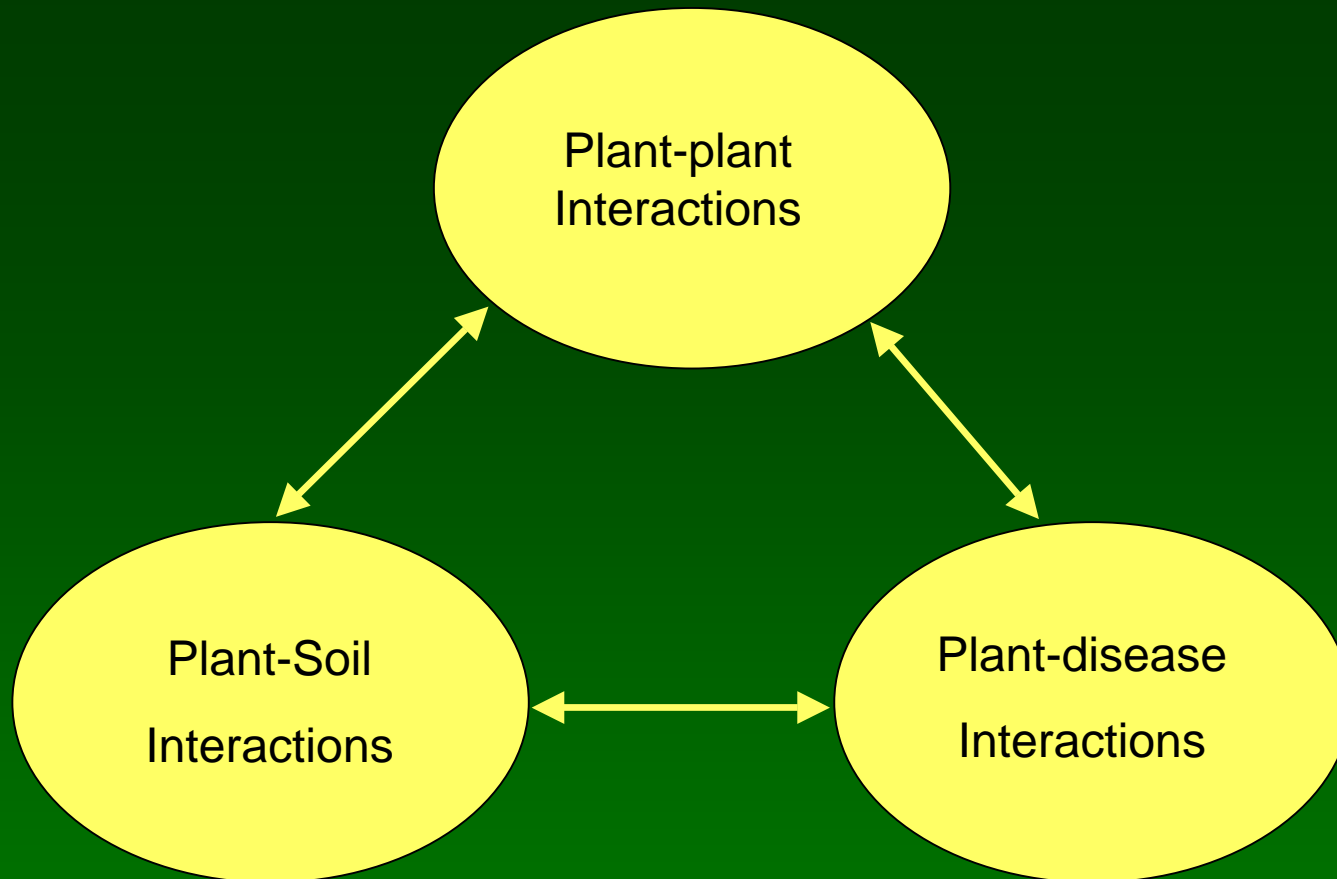 Plant-plant
Interactions
Plant-Soil
Interactions
Plant-disease
Interactions